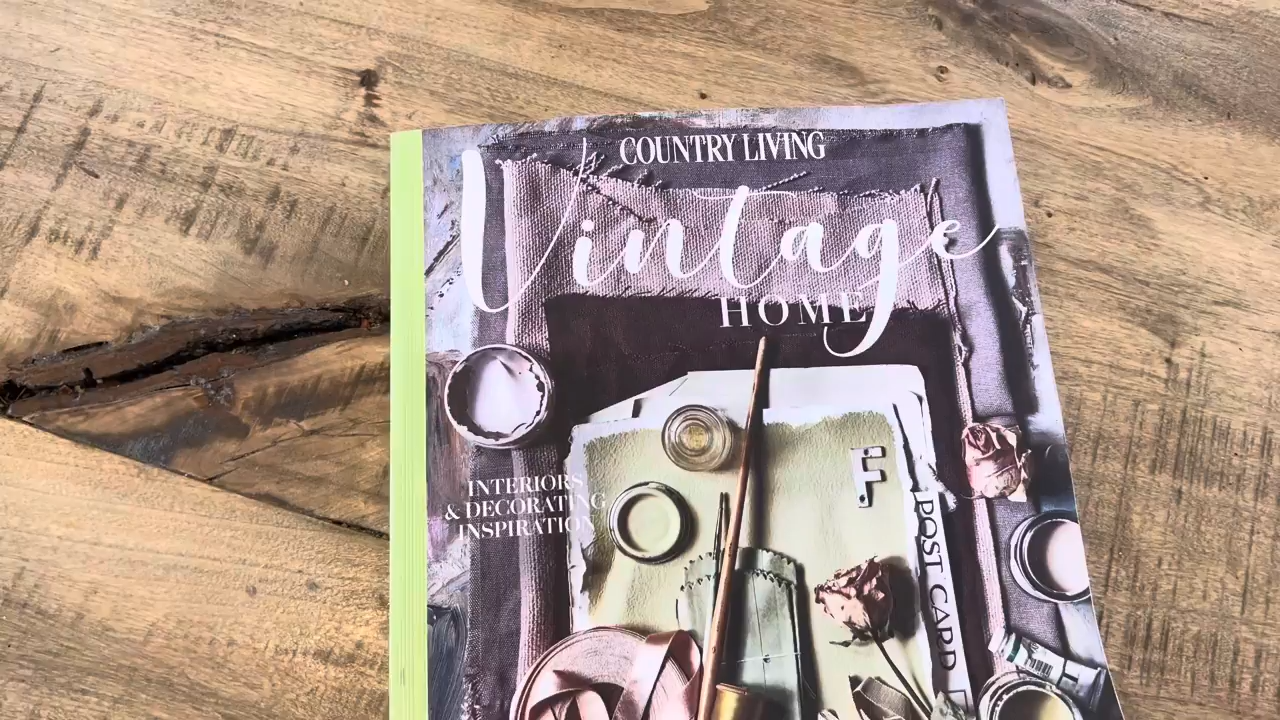 COUNTRY LIVING
Vintage
HOME
INTERIORS
& DECORATING
INSPIRATION
F
POST CARD